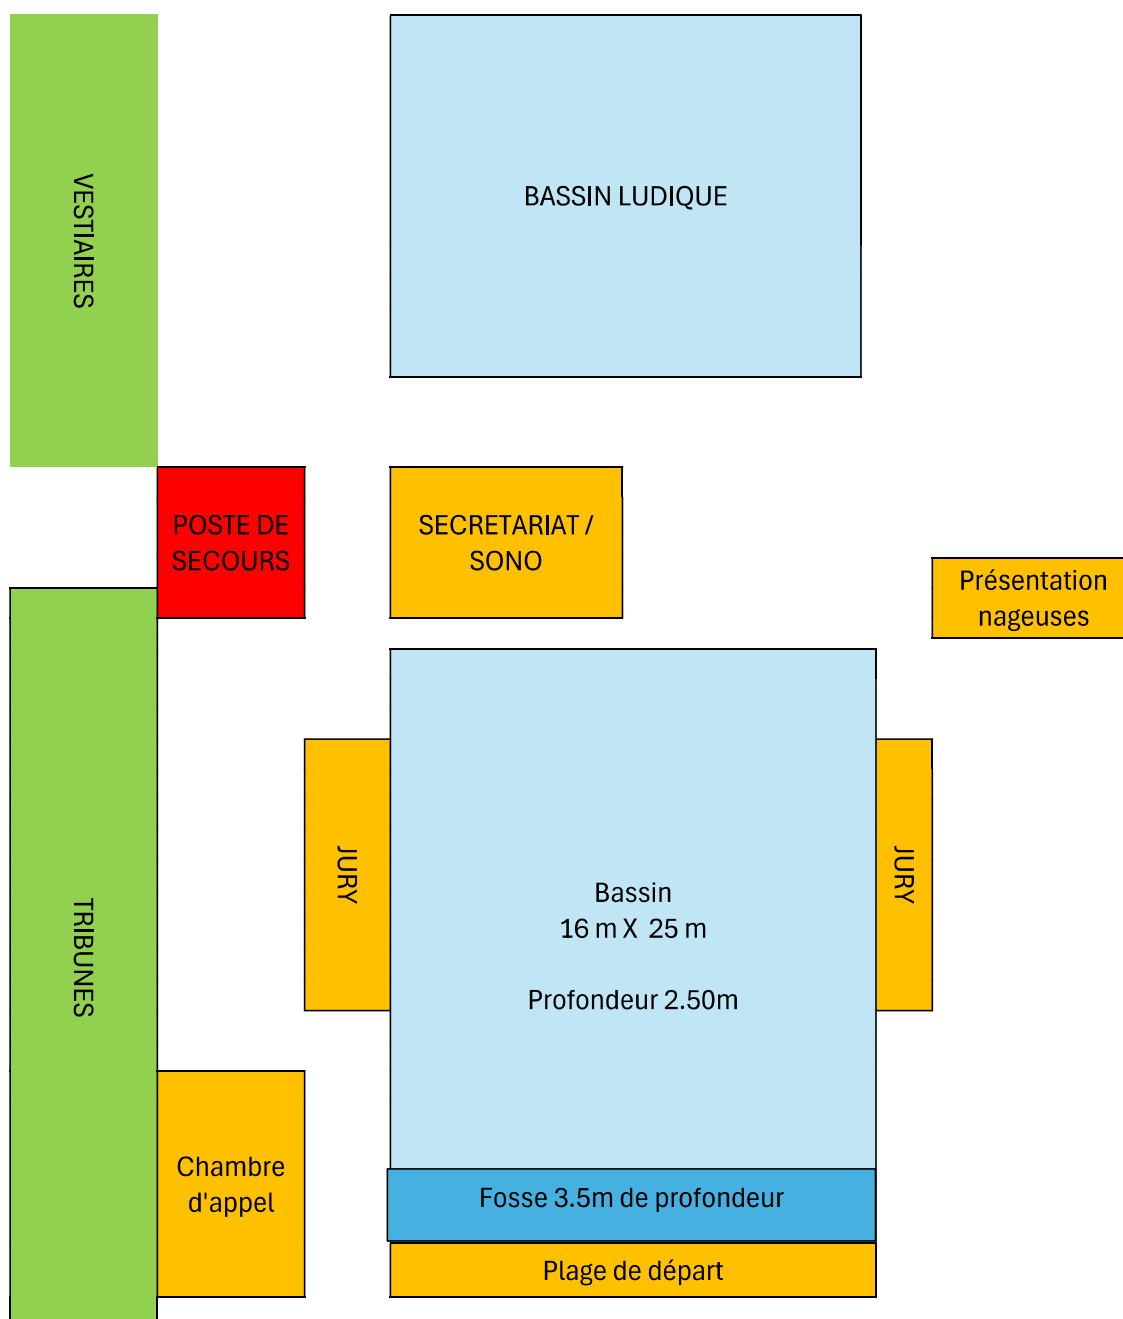 VESTIAIRES
BASSIN LUDIQUE
POSTE DE
SECOURS
SECRETARIAT /
SONO
Présentation
nageuses
TRIBUNES
JURY
Bassin
16 m X  25 m
Profondeur 2.50m
JURY
Chambre
d'appel
Fosse 3.5m de profondeur
Plage de départ